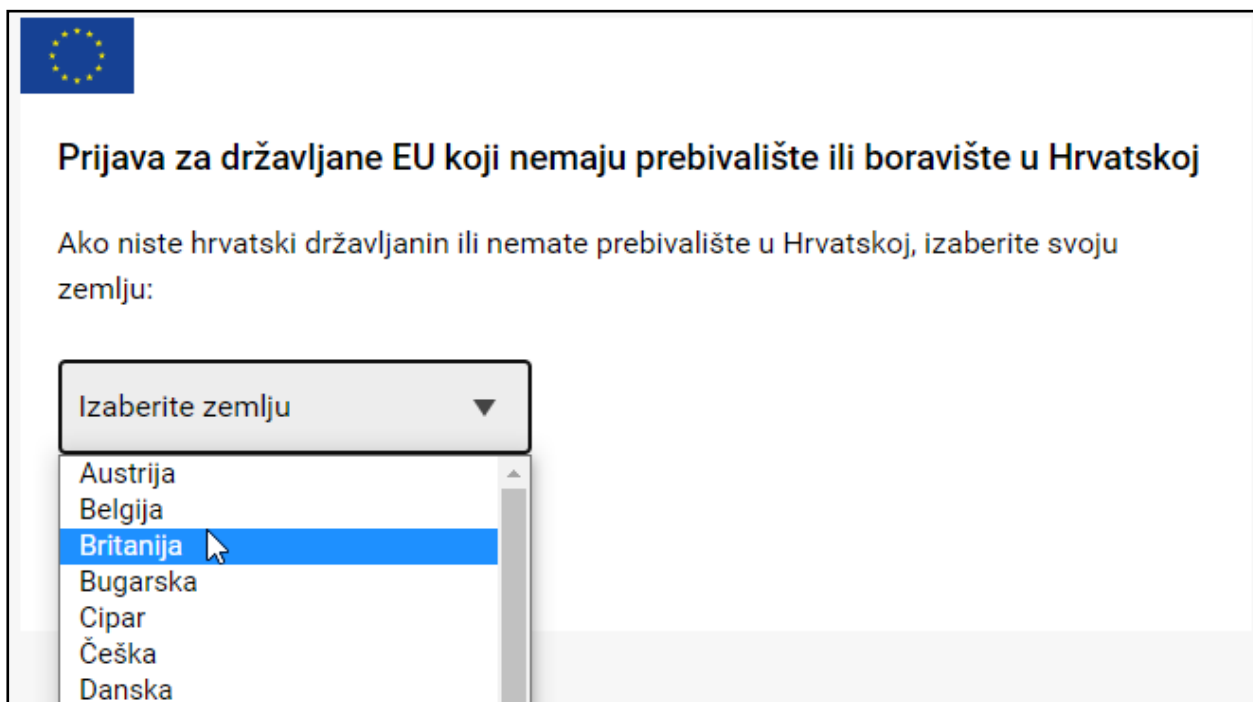 Prijava za državljane EU koji nemaju prebivalište ili boravište u Hrvatskoj
Ako niste hrvatski državljanin ili nemate prebivalište u Hrvatskoj, izaberite svoju
zemlju:
Izaberite zemlju
Austrija
Belgija
Britanija
Bugarska
Cipar
Češka
Danska